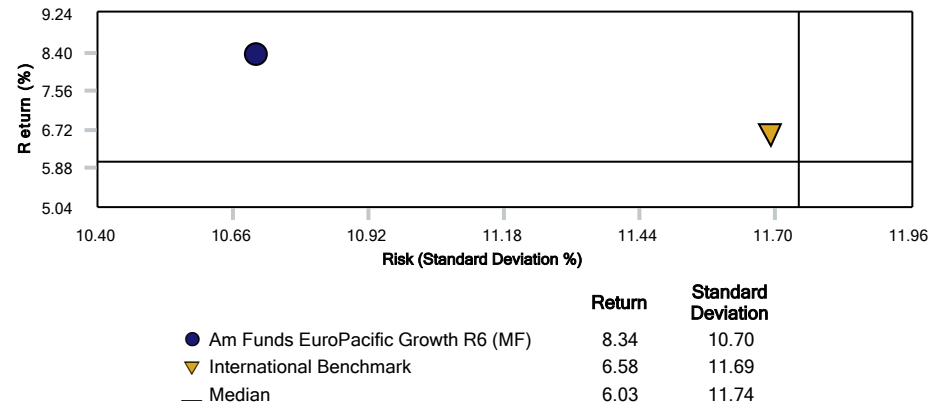 9.24
8.40
7.56
6.72
5.88
5.04
Return (%)
10.40 10.66 10.92 11.18 11.44 11.70 11.96
Risk (Standard Deviation %)
Return Standard Deviation
Am Funds EuroPacific Growth R6 (MF) 8.34 10.70
International Benchmark 6.58 11.69
Median 6.03 11.74